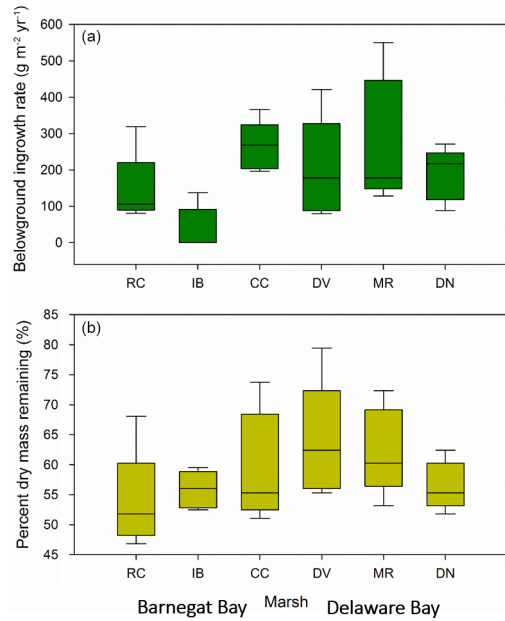 (a)
Belowground ingrowth rate (g m-2 yr-1)
600
500
400
300
200
100
0
RC IB CC DV MR DN
(b)
Percent dry mass remaining (%)
85
80
75
70
65
60
55
50
45
RC IB CC DV MR DN
Barnegat Bay Marsh Delaware Bay